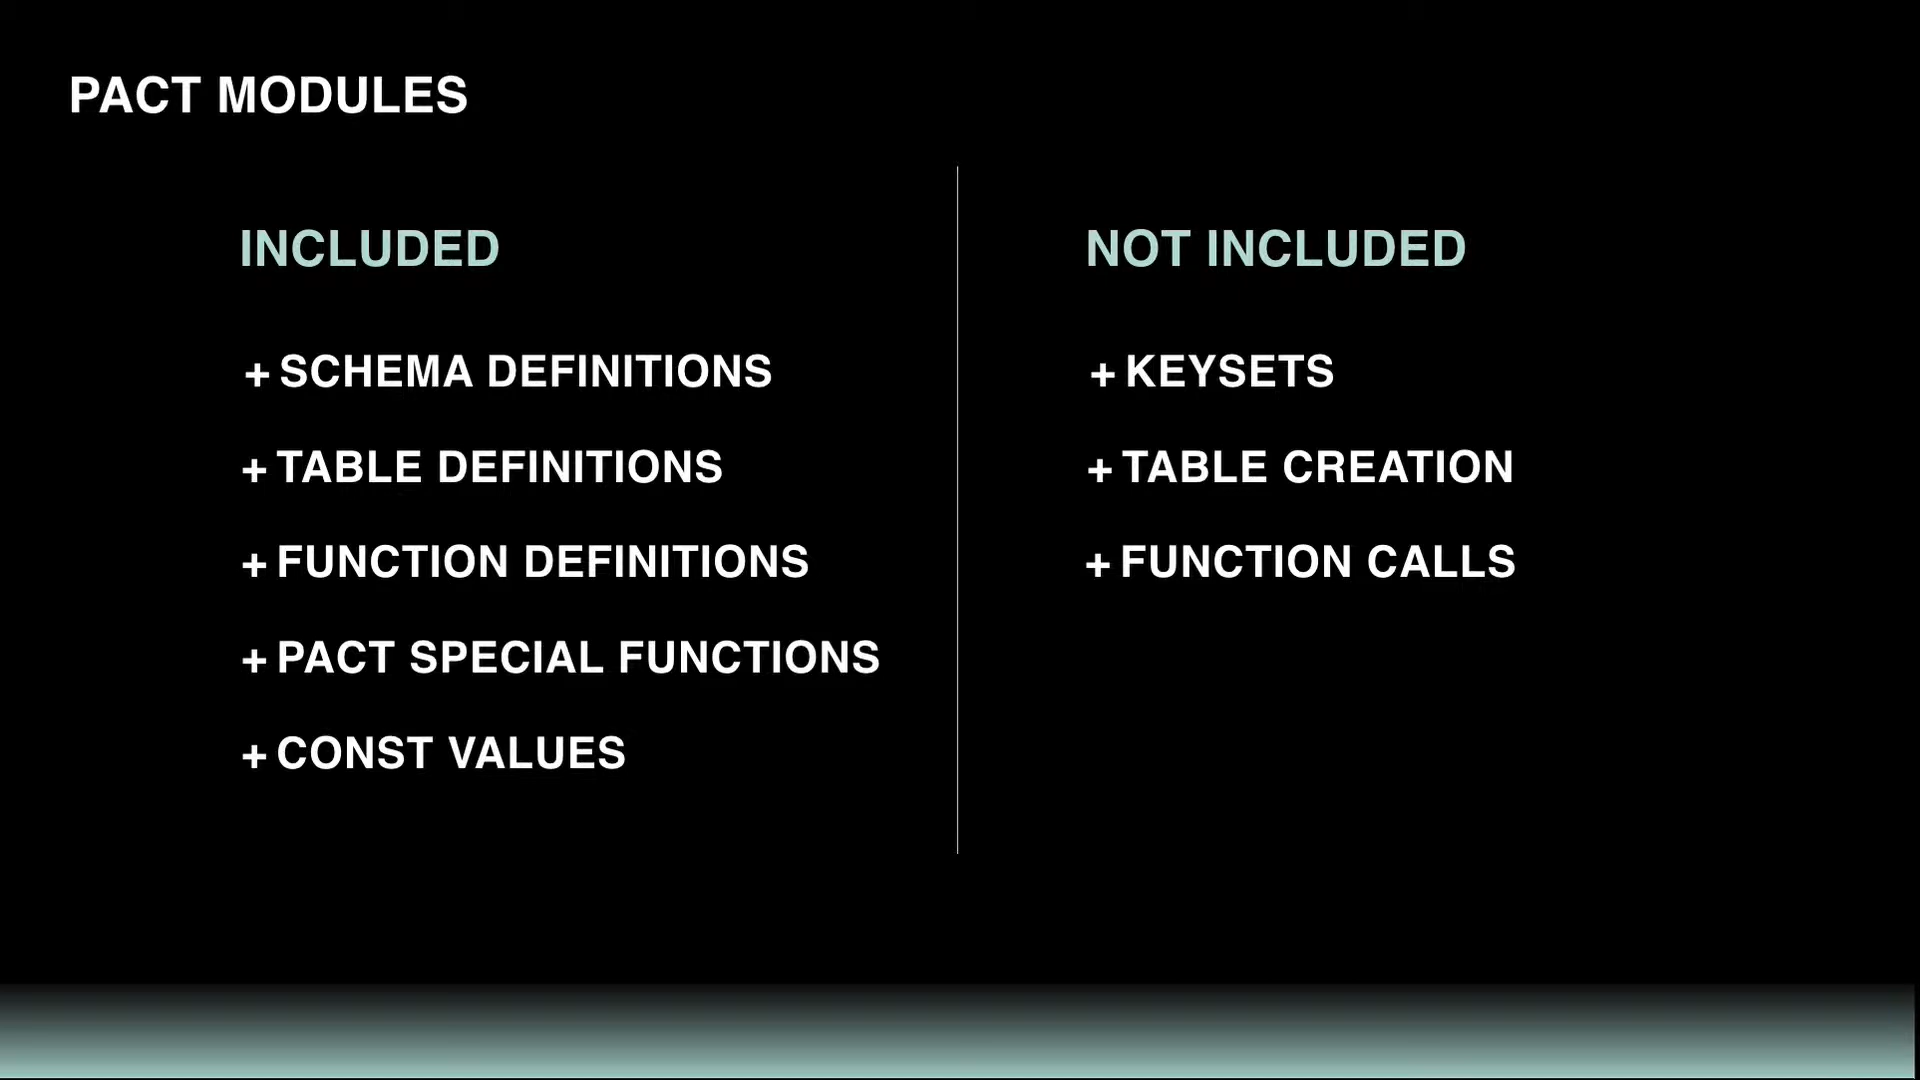 PACT MODULES
INCLUDED
+ SCHEMA DEFINITIONS
+ TABLE DEFINITIONS
+ FUNCTION DEFINITIONS
+ PACT SPECIAL FUNCTIONS
+ CONST VALUES
NOT INCLUDED
+ KEYSETS
+ TABLE CREATION
+ FUNCTION CALLS